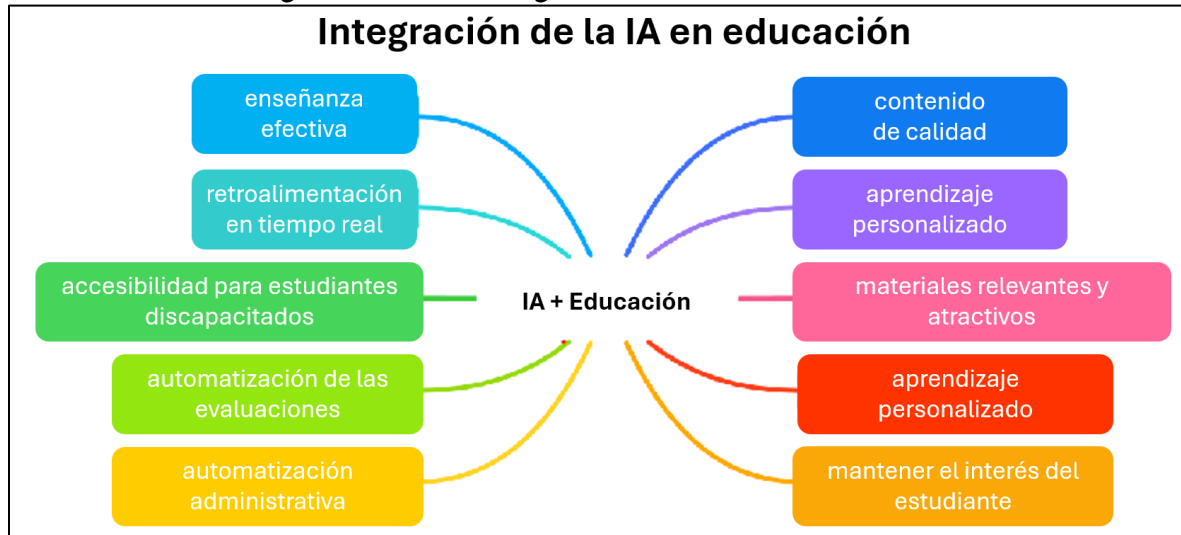 Integración de la IA en educación
enseñanza
efectiva
retroalimentación
en tiempo real
accesibilidad para estudiantes
discapacitados
automatización de las
evaluaciones
automatización
administrativa
IA + Educación
contenido
de calidad
aprendizaje
personalizado
materiales relevantes y
atractivos
aprendizaje
personalizado
mantener el interés del
estudiante